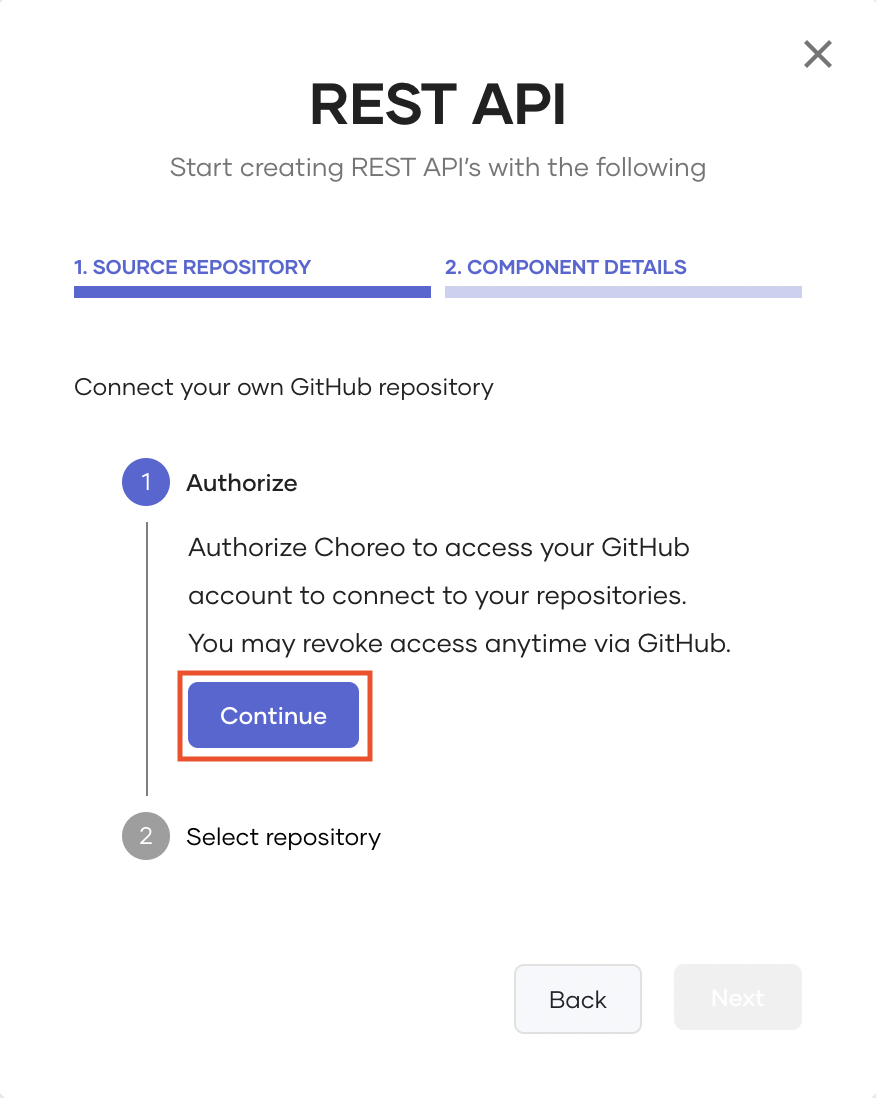 REST API
Start creating REST API's with the following
1. SOURCE REPOSITORY
2. COMPONENT DETAILS
Connect your own GitHub repository
1
Authorize
Authorize Choreo to access your GitHub
account to connect to your repositories.
You may revoke access anytime via GitHub.
Continue
2
Select repository
Back
Next